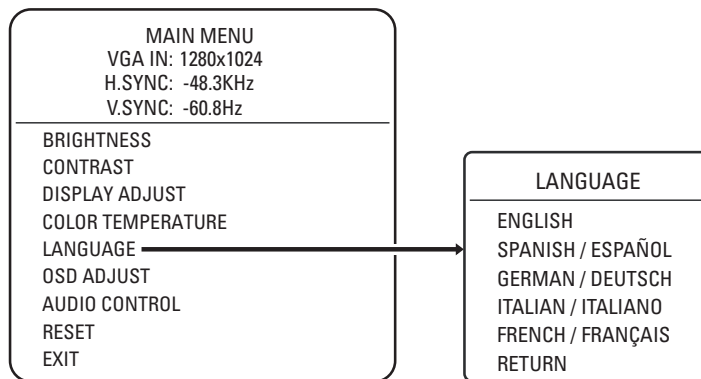 MAIN MENU
VGA IN: 1280x1024
H.SYNC: -48.3KHz
V.SYNC: -60.8Hz
BRIGHTNESS
CONTRAST
DISPLAY ADJUST
COLOR TEMPERATURE
LANGUAGE
OSD ADJUST
AUDIO CONTROL
RESET
EXIT
LANGUAGE
ENGLISH
SPANISH / ESPAÑOL
GERMAN / DEUTSCH
ITALIAN / ITALIANO
FRENCH / FRANÇAIS
RETURN